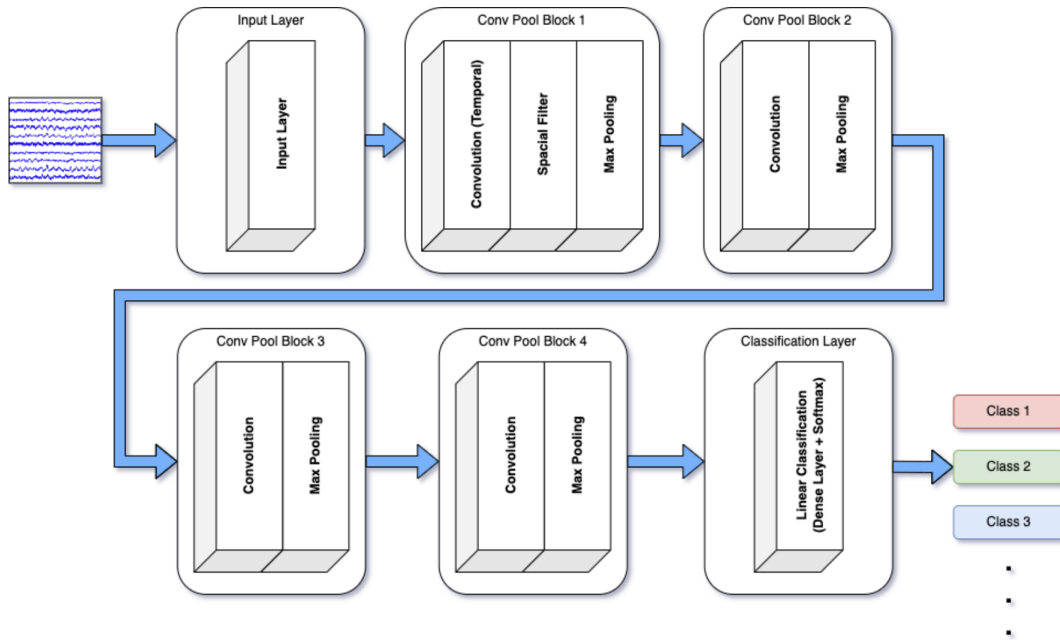 Input Layer
Input Layer
Conv Pool Block 1
Convolution (Temporal)
Spacial Filter
Max Pooling
Conv Pool Block 2
Convolution
Max Pooling
Conv Pool Block 3
Convolution
Max Pooling
Conv Pool Block 4
Convolution
Max Pooling
Classification Layer
Linear Classification
(Dense Layer + Softmax)
Class 1
Class 2
Class 3